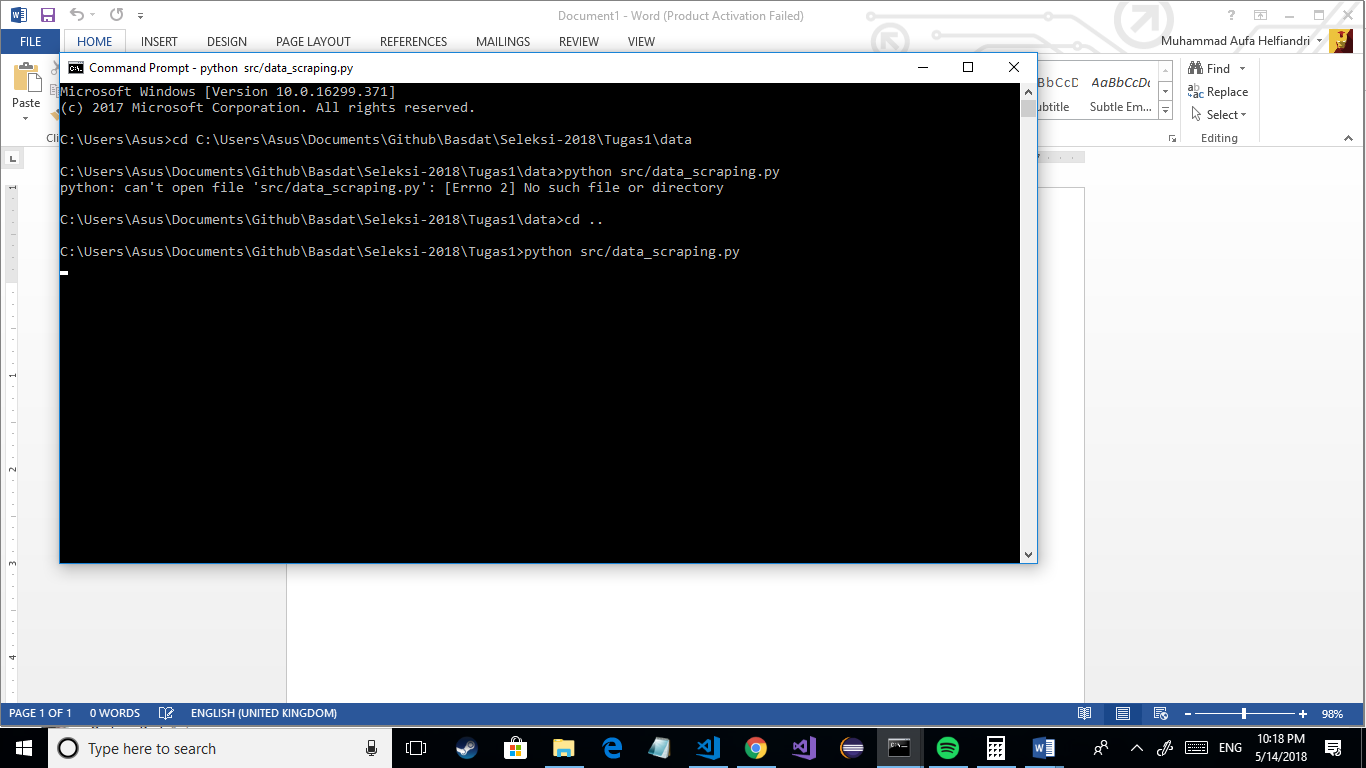 Document1 - Word (Product Activation Failed)
FILE HOME INSERT DESIGN PAGE LAYOUT REFERENCES MAILINGS REVIEW VIEW
Muhammad Aufa Helfiandri
Paste
Find
Replace
Select
Editing
AaBbCcDc
Subtle Em...
Command Prompt - python  src/data_scraping.py
Microsoft Windows [Version 10.0.16299.371]
(c) 2017 Microsoft Corporation. All rights reserved.
C:\Users\Asus>cd C:\Users\Asus\Documents\Github\Basdat\Seleksi-2018\Tugas1\data
C:\Users\Asus\Documents\Github\Basdat\Seleksi-2018\Tugas1\data>python src/data_scraping.py
python: can't open file 'src/data_scraping.py': [Errno 2] No such file or directory
C:\Users\Asus\Documents\Github\Basdat\Seleksi-2018\Tugas1\data>cd ..
C:\Users\Asus\Documents\Github\Basdat\Seleksi-2018\Tugas1>python src/data_scraping.py
1
1
2
3
4
PAGE 1 OF 1 0 WORDS ENGLISH (UNITED KINGDOM)
98%
Type here to search
ENG
10:18 PM
5/14/2018